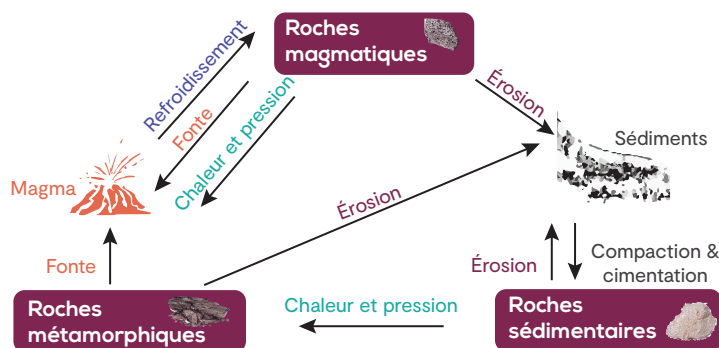 Roches
magmatiques
Refroidissement
Fonte
Chaleur et pression
Érosion
Sédiments
Magma
Érosion
Fonte
Érosion
Compaction &
cimentation
Roches
métamorphiques
Chaleur et pression
Roches
sédimentaires